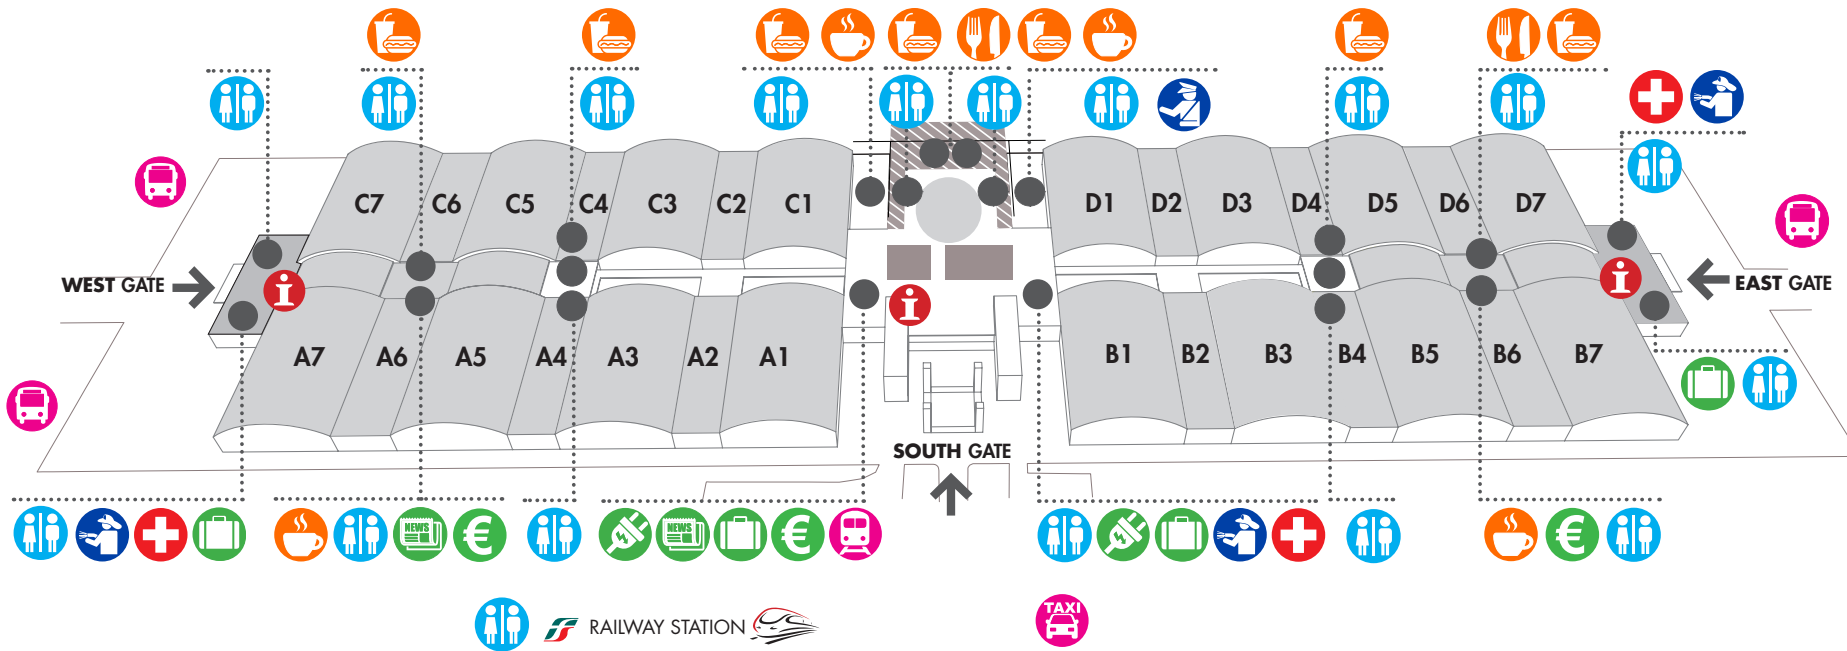 C7 C6 C5 C4 C3 C2 C1 D1 D2 D3 D4 D5 D6 D7
WEST GATE
EAST GATE
A7 A6 A5 A4 A3 A2 A1 B1 B2 B3 B4 B5 B6 B7
SOUTH GATE
NEWS
€
NEWS
€
€
RAILWAY STATION
TAXI